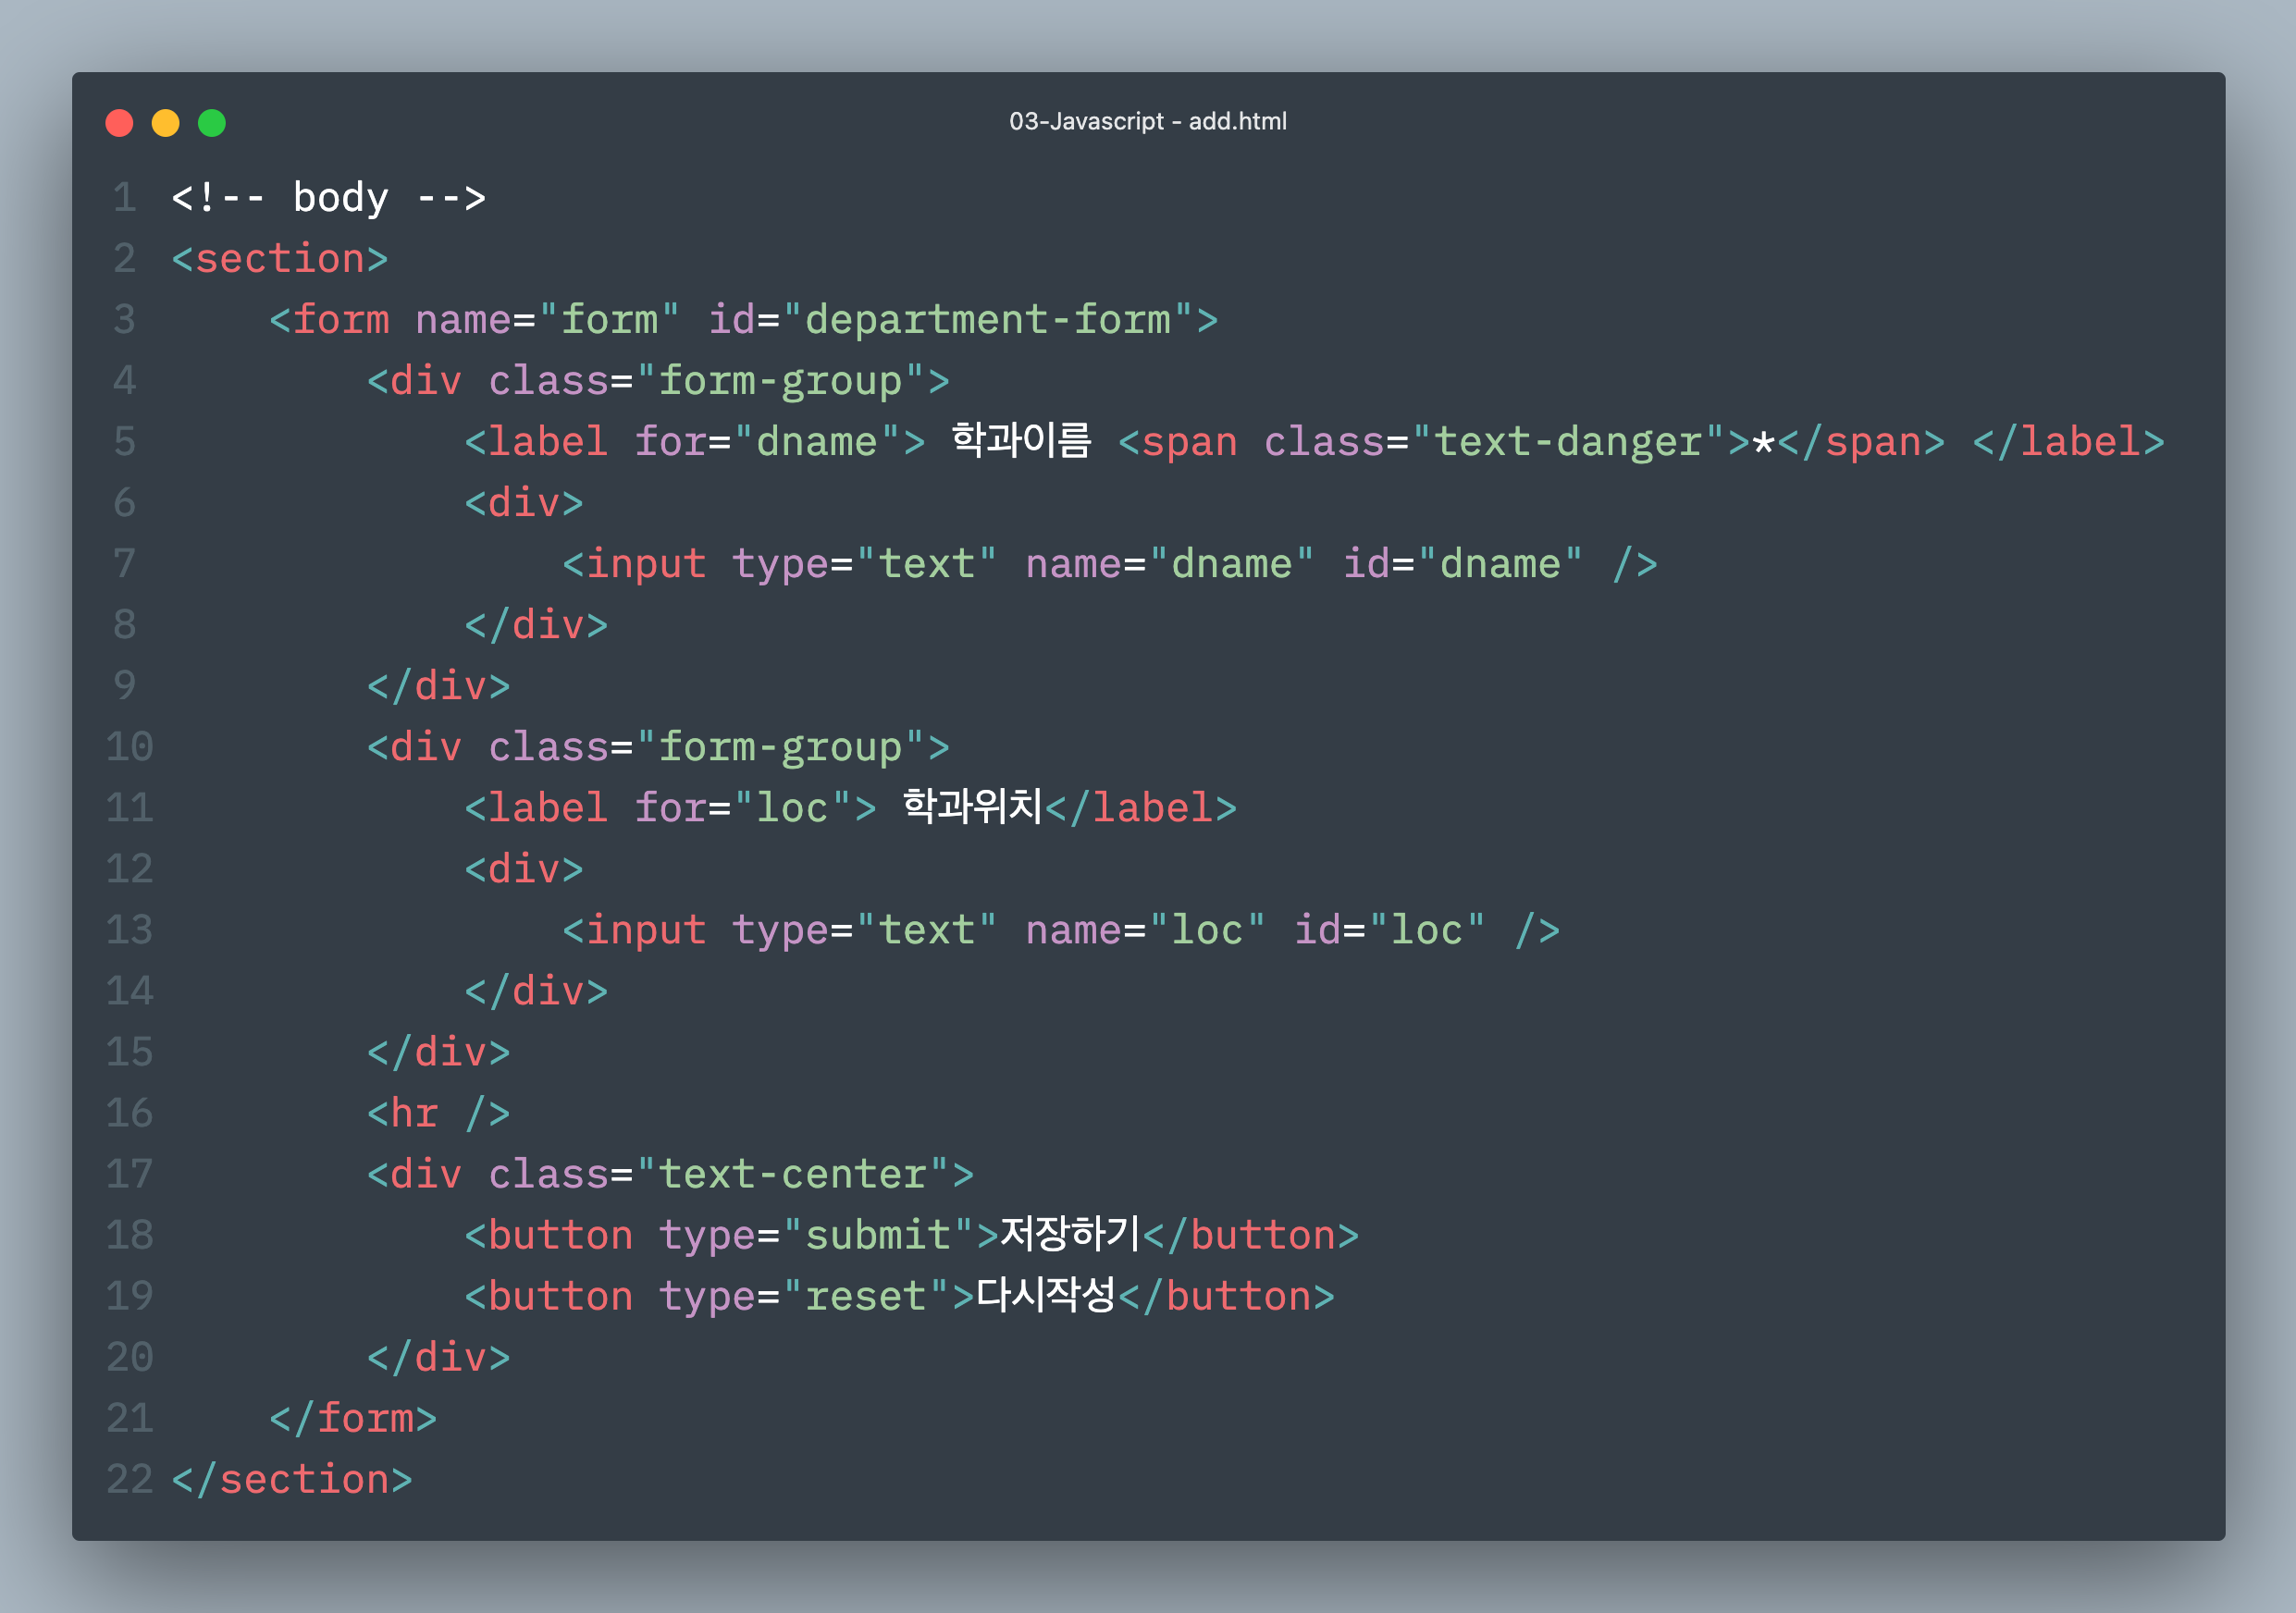 03-Javascript - add.html
1 <!-- body -->
2 <section>
3     <form name="form" id="department-form">
4         <div class="form-group">
5             <label for="dname"> 학과이름 <span class="text-danger">*</span> </label>
6             <div>
7                 <input type="text" name="dname" id="dname" />
8             </div>
9         </div>
10         <div class="form-group">
11             <label for="loc"> 학과위치</label>
12             <div>
13                 <input type="text" name="loc" id="loc" />
14             </div>
15         </div>
16         <hr />
17         <div class="text-center">
18             <button type="submit">저장하기</button>
19             <button type="reset">다시작성</button>
20         </div>
21     </form>
22 </section>